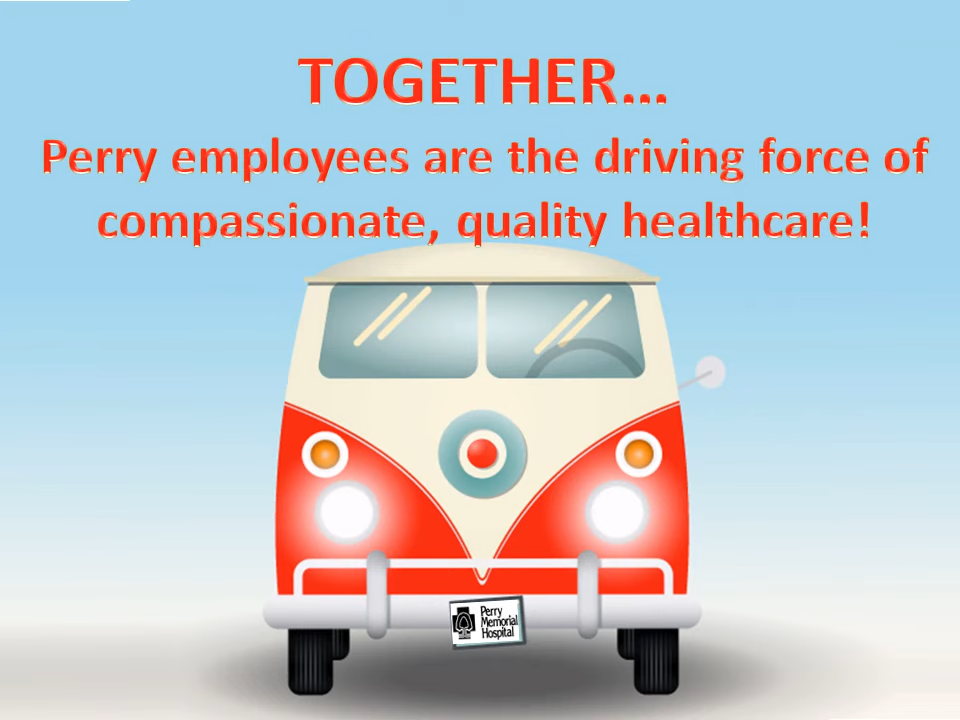 TOGETHER...
Perry employees are the driving force of
compassionate, quality healthcare!
Perry
Memorial
Hospital